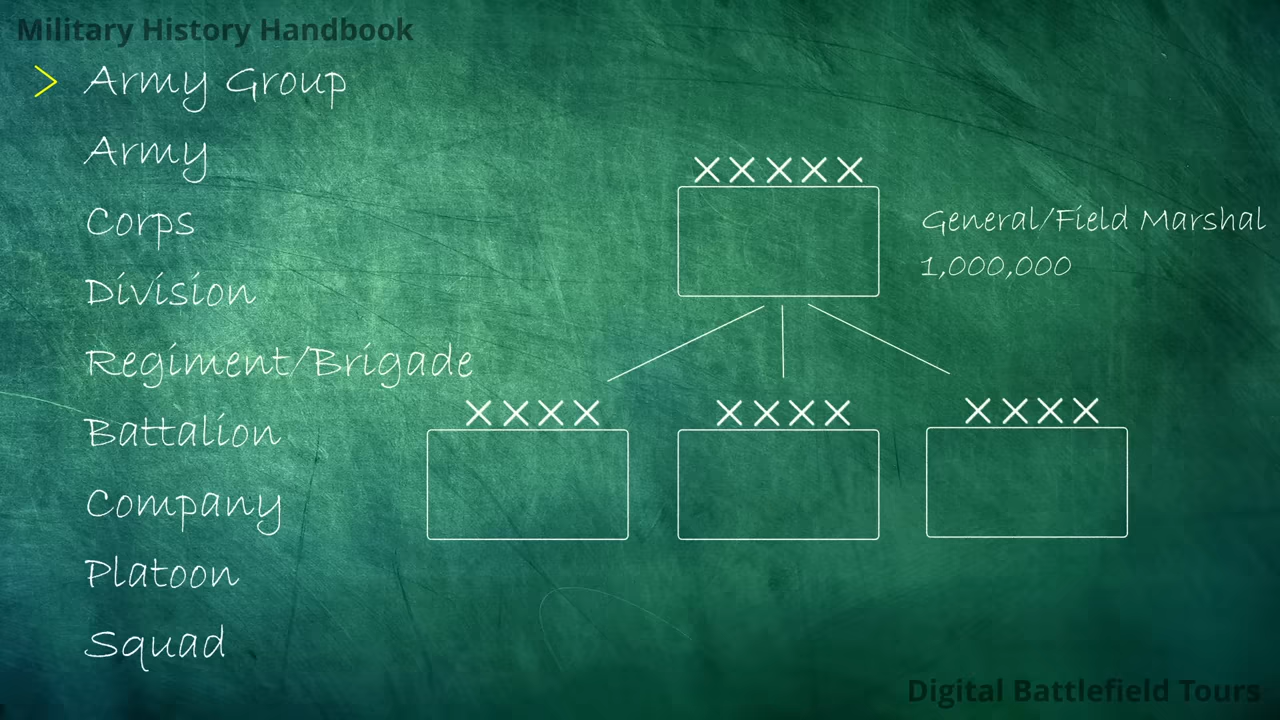 Military History Handbook
> Army Group
Army
Corps
Division
Regiment/Brigade
Battalion
Company
Platoon
Squad
XXXXX
General/Field Marshal
1,000,000
XXXX XXXX XXXX
Digital Battlefield Tours